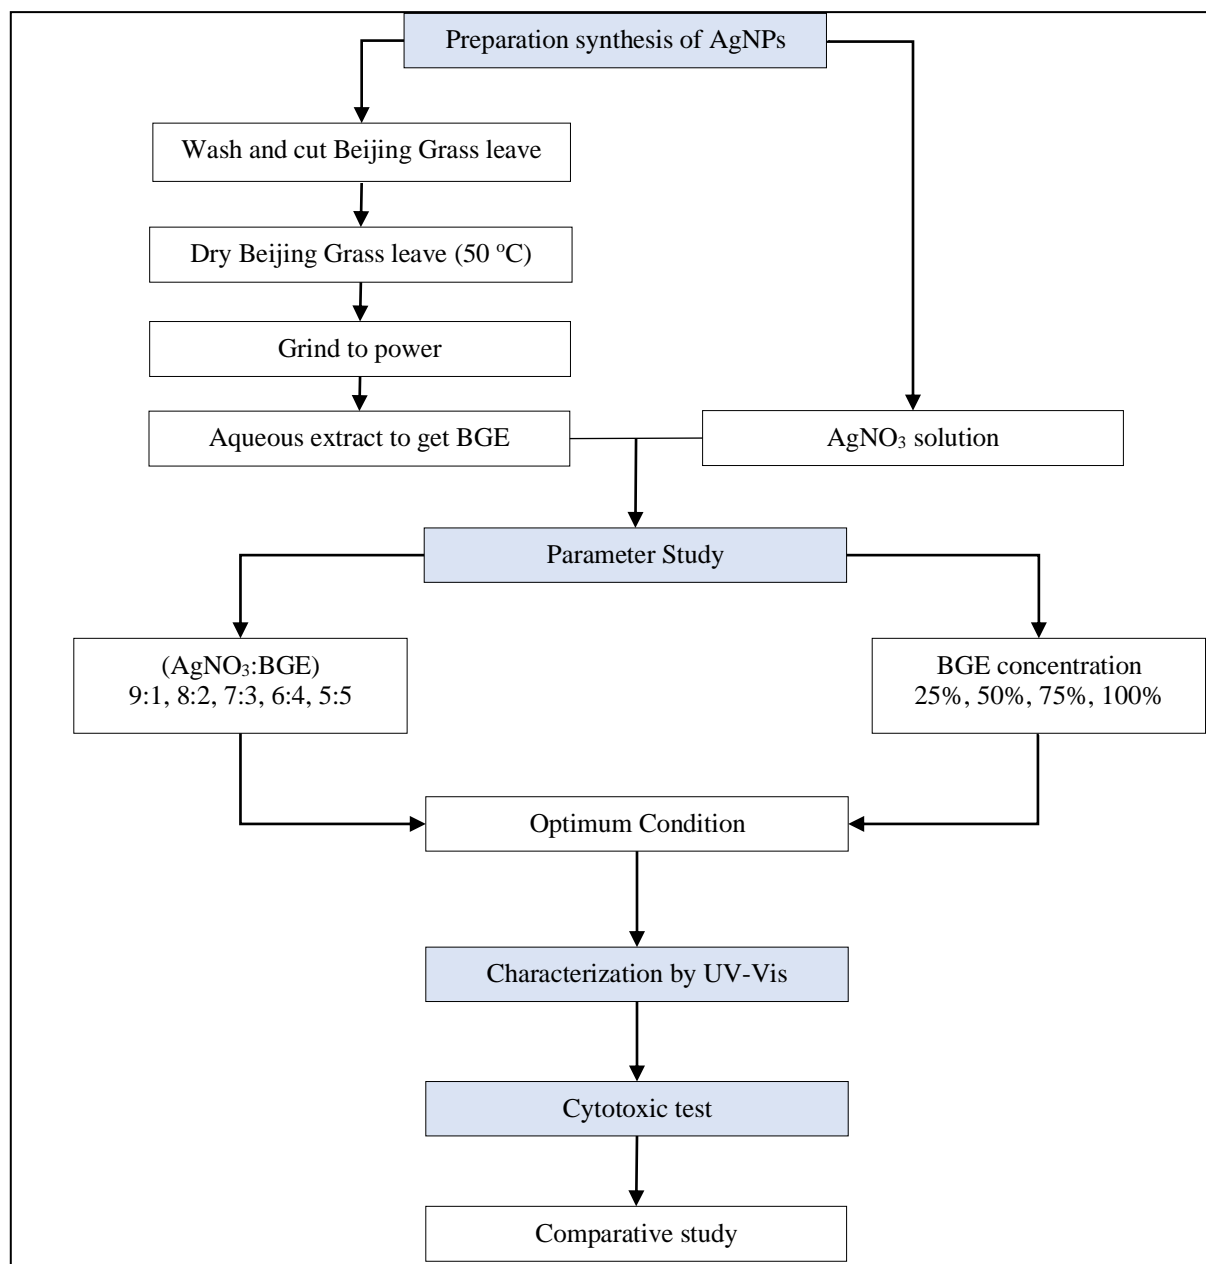 Preparation synthesis of AgNPs
Wash and cut Beijing Grass leave
Dry Beijing Grass leave (50 °C)
Grind to power
Aqueous extract to get BGE
AgNO₃ solution
Parameter Study
(AgNO₃:BGE)
9:1, 8:2, 7:3, 6:4, 5:5
BGE concentration
25%, 50%, 75%, 100%
Optimum Condition
Characterization by UV-Vis
Cytotoxic test
Comparative study